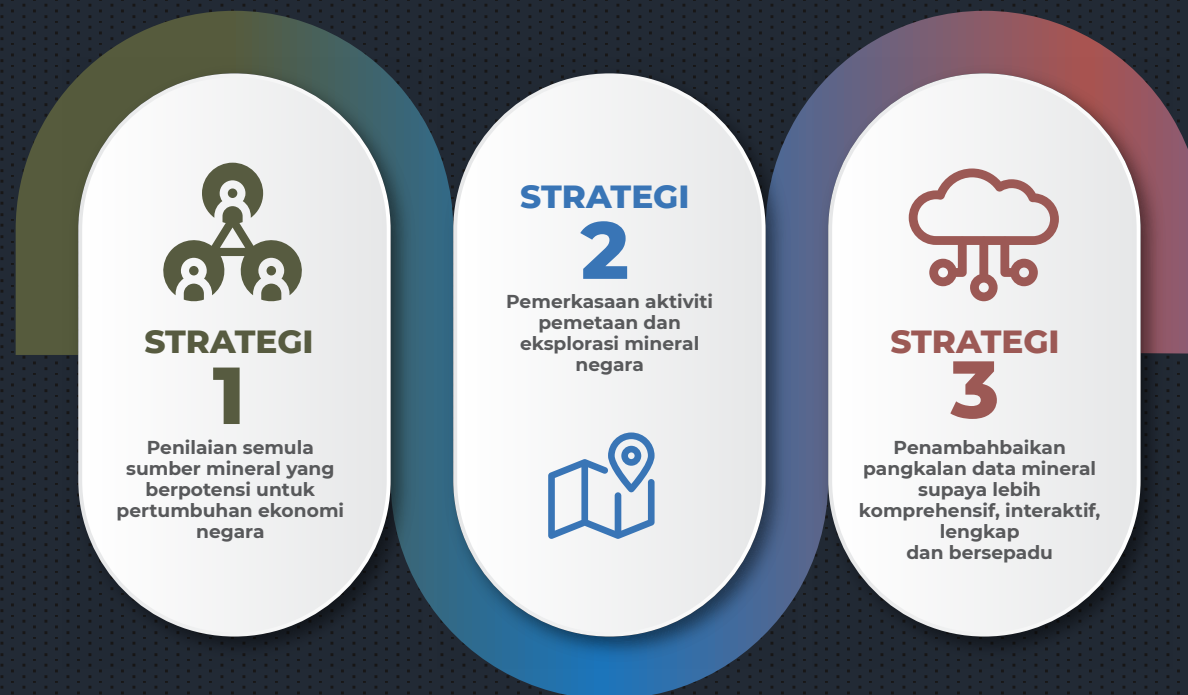 STRATEGI
1
Penilaian semula
sumber mineral yang
berpotensi untuk
pertumbuhan ekonomi
negara
STRATEGI
2
Pemerkasaan aktiviti
pemetaan dan
eksplorasi mineral
negara
STRATEGI
3
Penambahbaikan
pangkalan data mineral
supaya lebih
komprehensif, interaktif,
lengkap
dan bersepadu